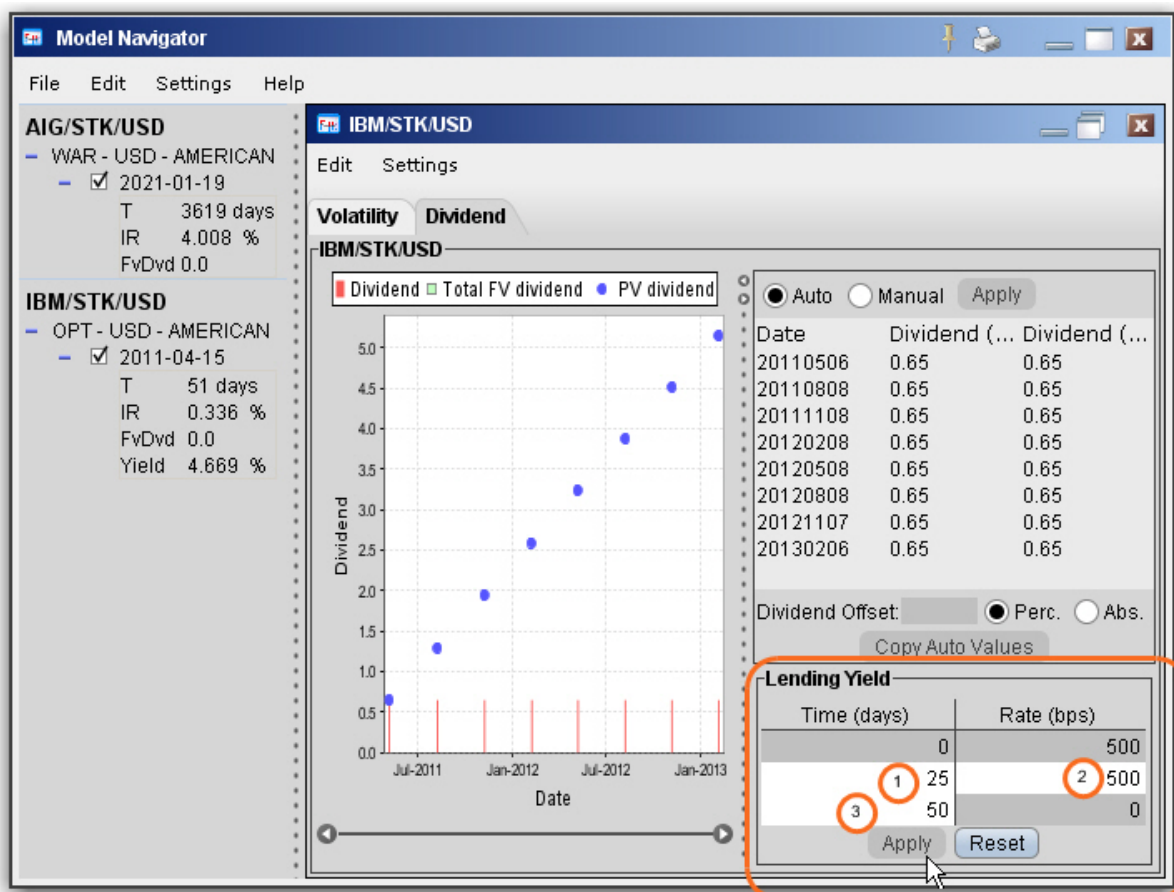 Model Navigator
File Edit Settings Help
AIG/STK/USD
WAR - USD - AMERICAN
2021-01-19
T 3619 days
IR 4.008 %
FvDvd 0.0
IBM/STK/USD
OPT - USD - AMERICAN
2011-04-15
T 51 days
IR 0.336 %
FvDvd 0.0
Yield 4.669 %
IBM/STK/USD
Edit Settings
Volatility Dividend
IBM/STK/USD
Dividend Total FV dividend PV dividend
5.0
4.5
4.0
3.5
3.0
2.5
2.0
1.5
1.0
0.5
0.0
Dividend
Jul-2011 Jan-2012 Jul-2012 Jan-2013
Date
Auto Manual Apply
Date Dividend (... Dividend (...
20110506 0.65 0.65
20110808 0.65 0.65
20111108 0.65 0.65
20120208 0.65 0.65
20120508 0.65 0.65
20120808 0.65 0.65
20121107 0.65 0.65
20130206 0.65 0.65
Dividend Offset: Perc. Abs.
Copy Auto Values
Lending Yield
Time (days) Rate (bps)
0 500
1 25 2 500
3 50 0
Apply Reset